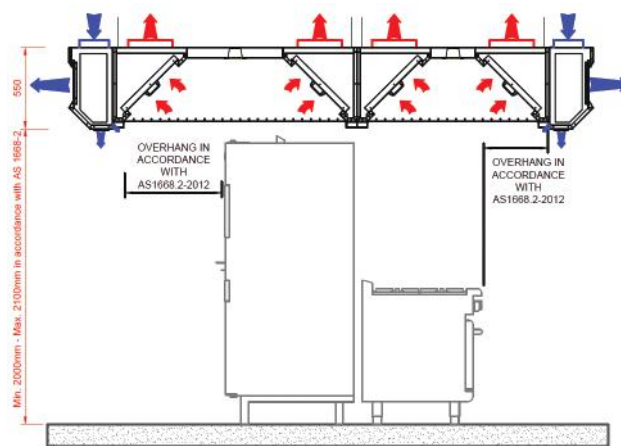 550
Min. 2000mm - Max. 2100mm in accordance with AS 1668-2
OVERHANG IN
ACCORDANCE
WITH
AS1668.2-2012
OVERHANG IN
ACCORDANCE
WITH
AS1668.2-2012